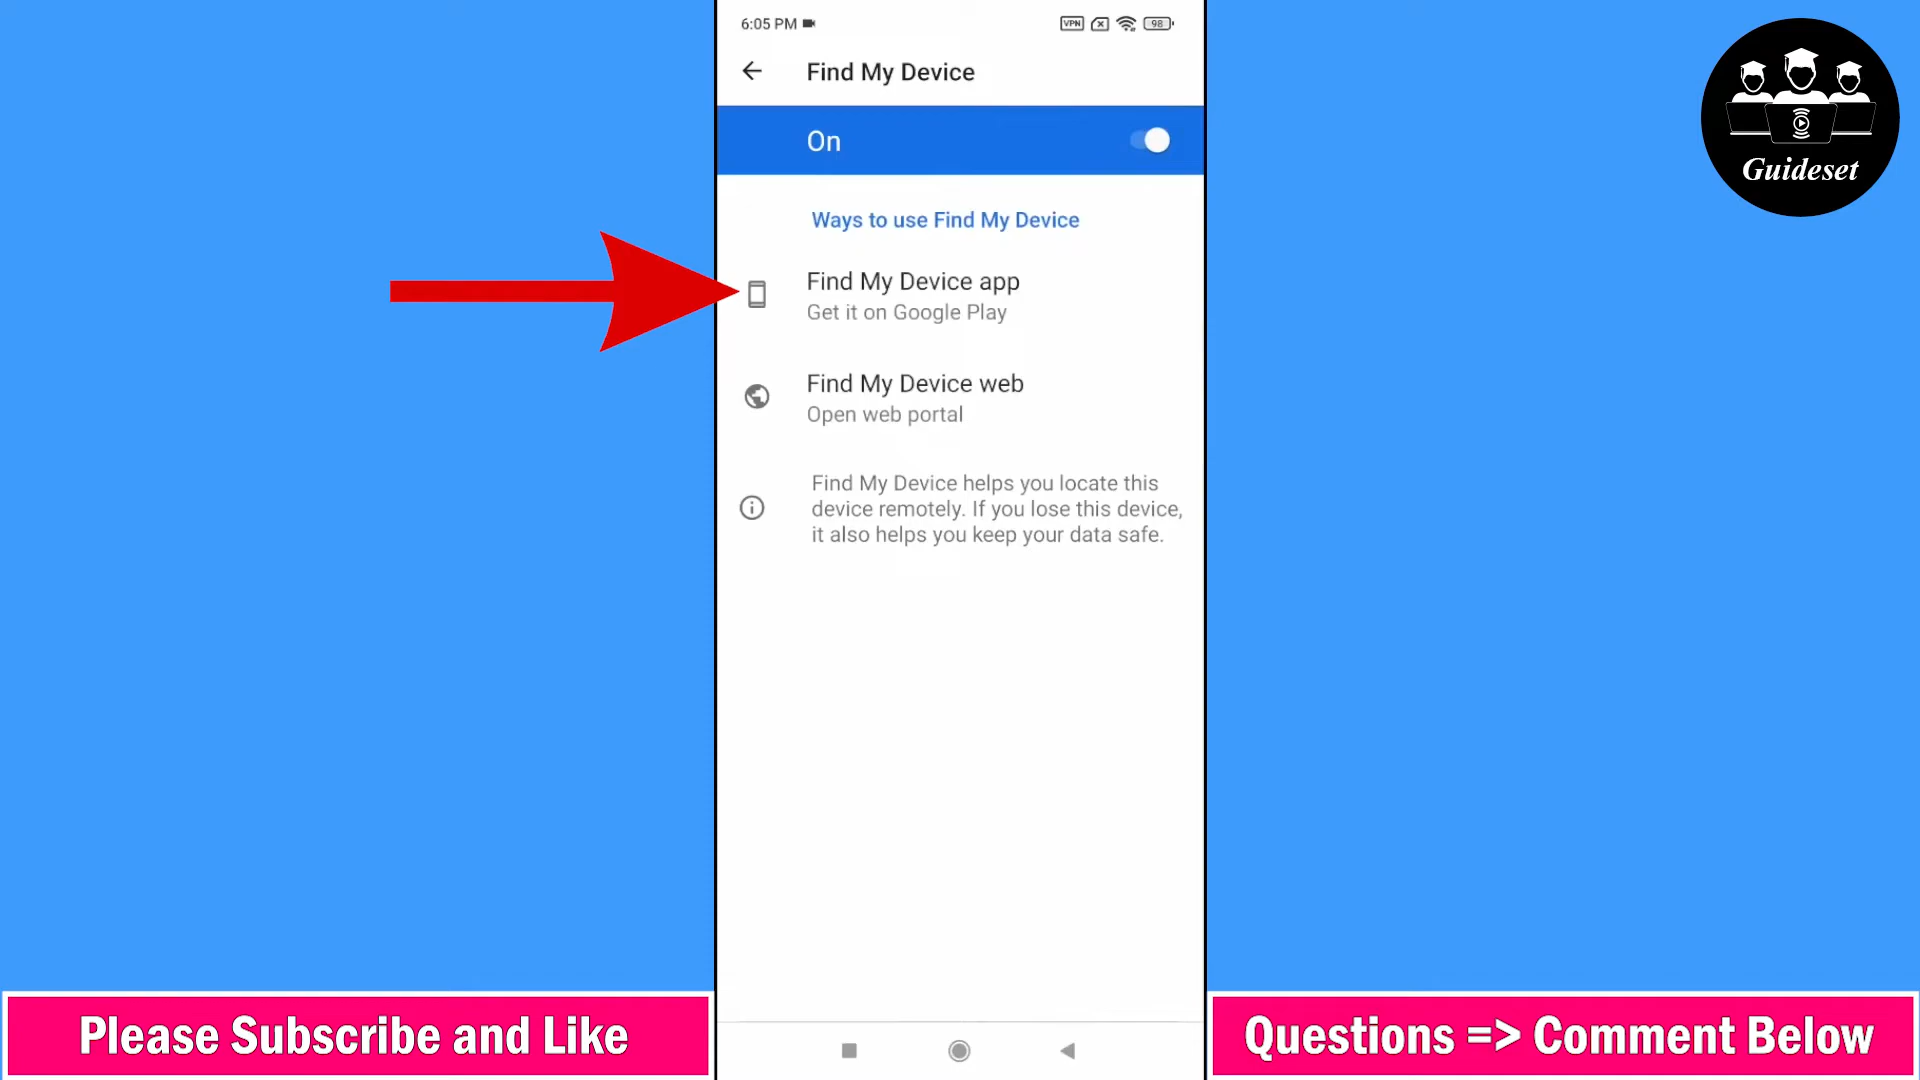 6:05 PM
VPN
98
Find My Device
On
Ways to use Find My Device
Find My Device app
Get it on Google Play
Find My Device web
Open web portal
Find My Device helps you locate this
device remotely. If you lose this device,
it also helps you keep your data safe.
Guideset
Please Subscribe and Like
Questions => Comment Below